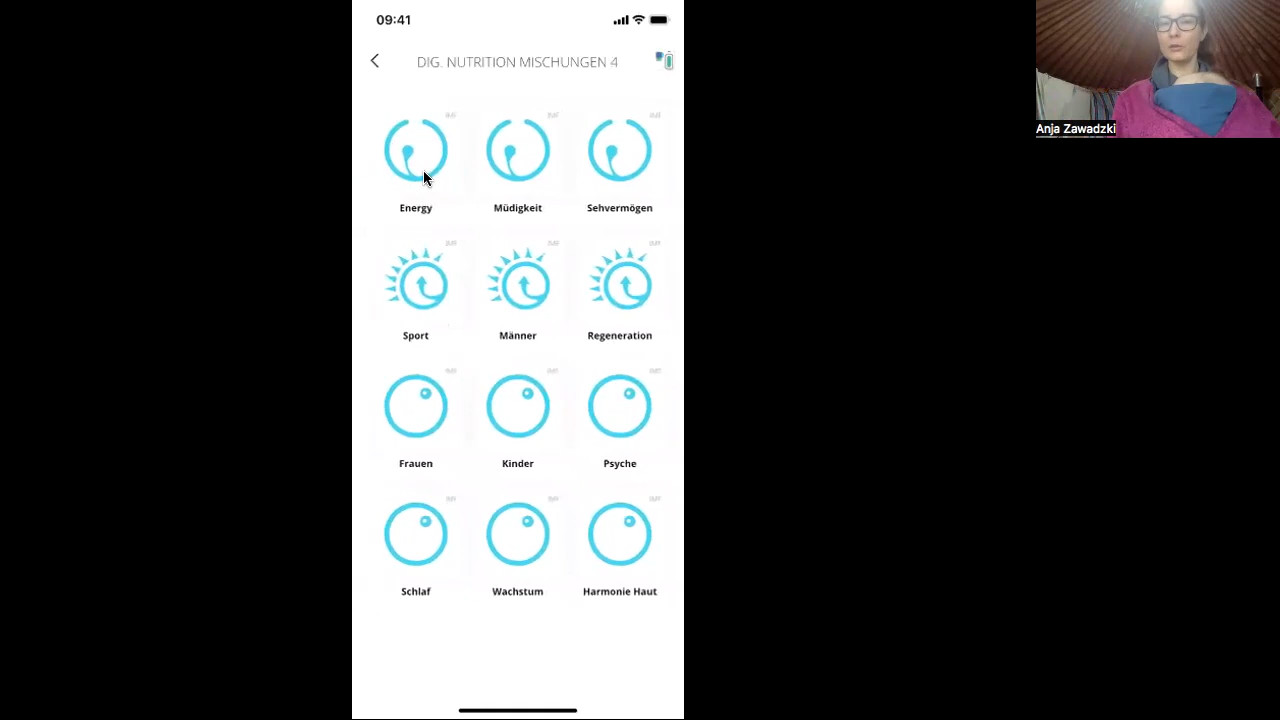 09:41
DIG. NUTRITION MISCHUNGEN 4
Energy
Müdigkeit
Sehvermögen
Sport
Männer
Regeneration
Frauen
Kinder
Psyche
Schlaf
Wachstum
Harmonie Haut
Anja Zawadzki